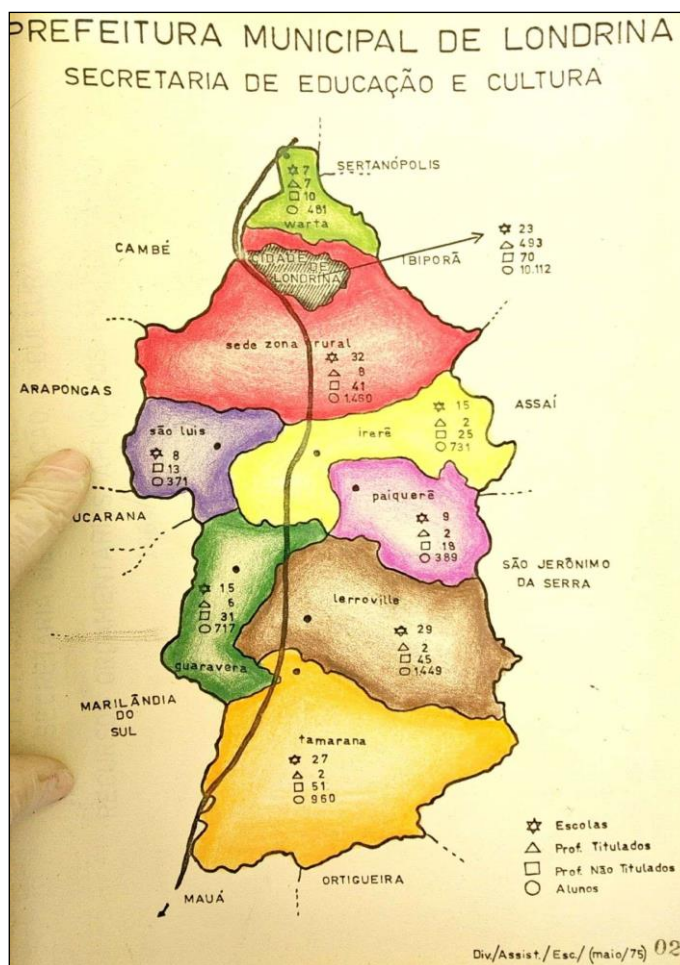 PREFEITURA MUNICIPAL DE LONDRINA
SECRETARIA DE EDUCAÇÃO E CULTURA
SERTANÓPOLIS
7
7
10
481
warta
CAMBÉ
CIDADE
DE
LONDRINA
IBIPORÃ
23
493
70
10.112
sede zona rural
32
8
41
1.460
ARAPONGAS
ASSAÍ
são luis
8
13
371
irerê
15
2
25
731
UCARANA
paiquerê
9
2
18
389
SÃO JERÔNIMO
DA SERRA
15
6
31
717
guaravera
lerroville
29
2
45
1449
MARILÂNDIA
DO
SUL
tamarana
27
2
51
960
MAUÁ
ORTIGUEIRA
Escolas
Prof. Titulados
Prof. Não Titulados
Alunos
Div./Assist./Esc./(maio/75) 02